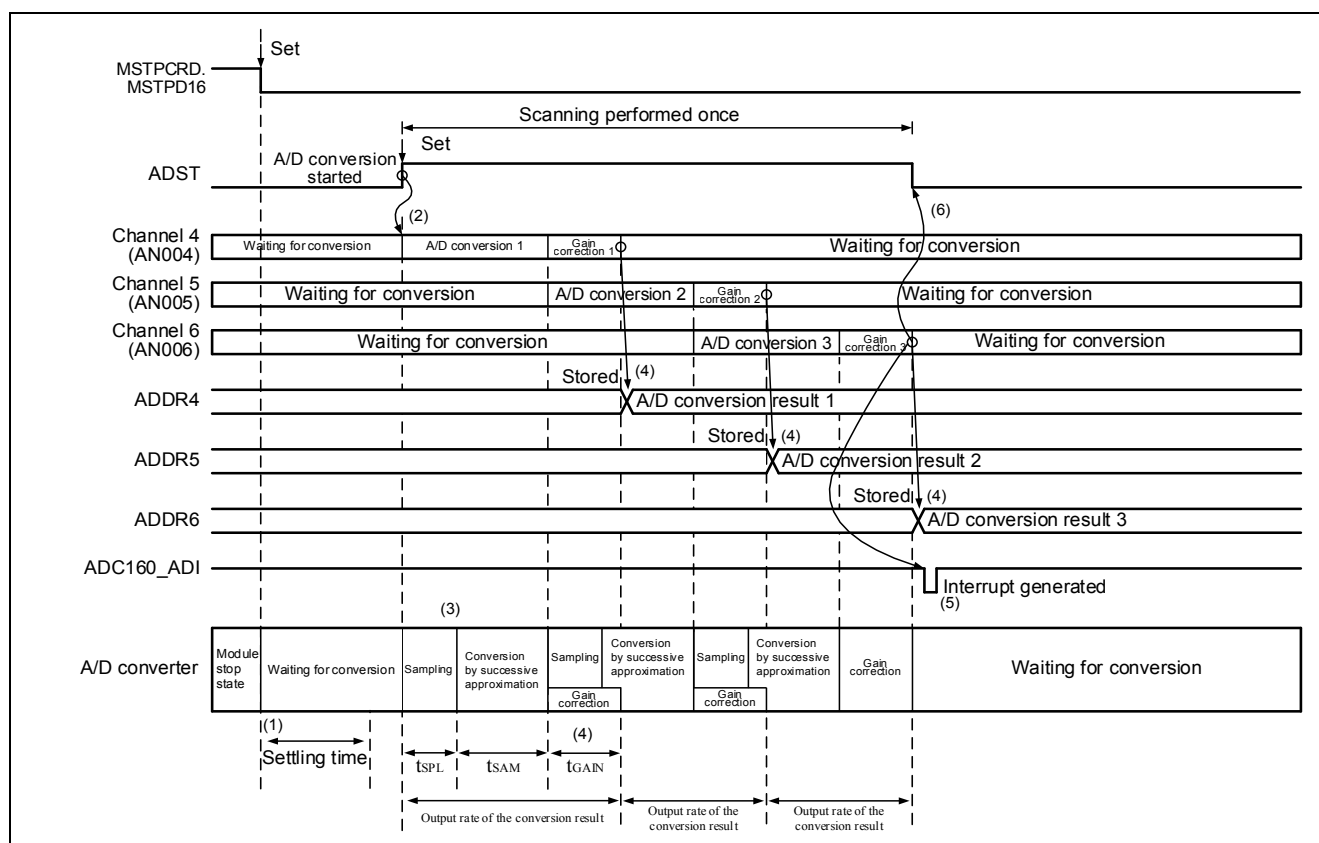 Set
MSTPCRD.
MSTPD16
Scanning performed once
Set
A/D conversion
started
ADST
(2)
(6)
Channel 4
(AN004)
Waiting for conversion
A/D conversion 1
Gain
correction 1
Waiting for conversion
Channel 5
(AN005)
Waiting for conversion
A/D conversion 2
Gain
correction 2
Waiting for conversion
Channel 6
(AN006)
Waiting for conversion
A/D conversion 3
Gain
correction 3
Waiting for conversion
Stored
(4)
ADDR4
A/D conversion result 1
Stored
(4)
ADDR5
A/D conversion result 2
Stored
(4)
ADDR6
A/D conversion result 3
ADC160_ADI
Interrupt generated
(5)
(3)
A/D converter
Module
stop
state
Waiting for conversion
Sampling
Conversion
by successive
approximation
Sampling
Gain
correction
Conversion
by successive
approximation
Sampling
Gain
correction
Conversion
by successive
approximation
Gain
correction
Waiting for conversion
(1)
Settling time
(4)
tSPL
tSAM
tGAIN
Output rate of the conversion result
Output rate of the
conversion result
Output rate of the
conversion result